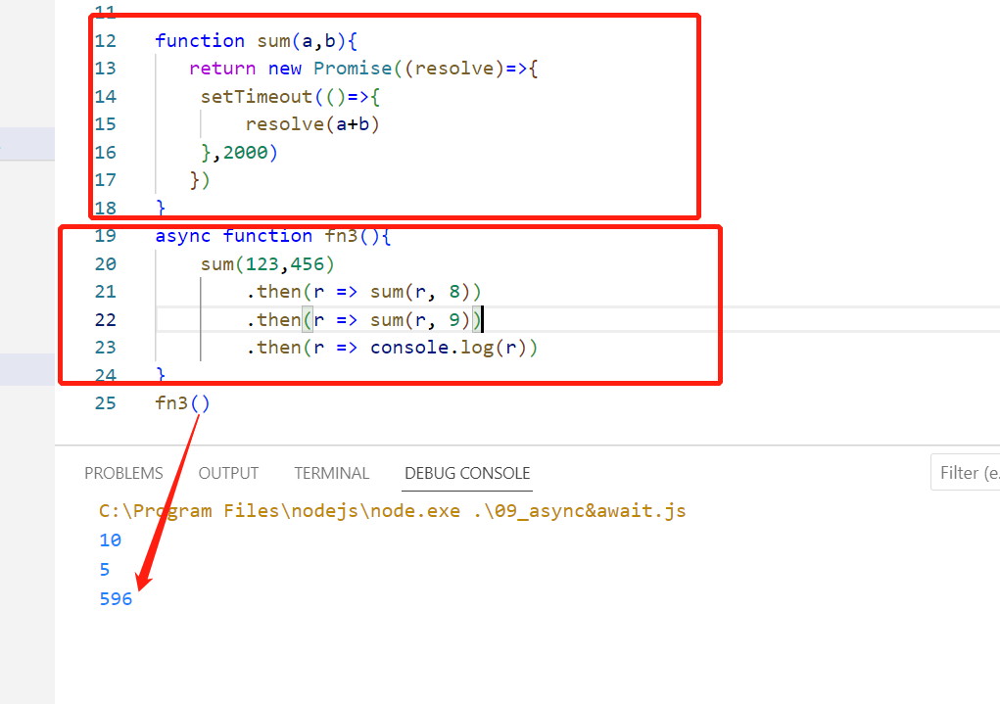 11
12 function sum(a,b){
13 return new Promise((resolve)=>{
14 setTimeout(()=>{
15 resolve(a+b)
16 },2000)
17 })
18 }
19 async function fn3(){
20 sum(123,456)
21 .then(r => sum(r, 8))
22 .then(r => sum(r, 9))
23 .then(r => console.log(r))
24 }
25 fn3()
PROBLEMS OUTPUT TERMINAL DEBUG CONSOLE Filter (e.
C:\Program Files\nodejs\node.exe .\09_async&await.js
10
5
596